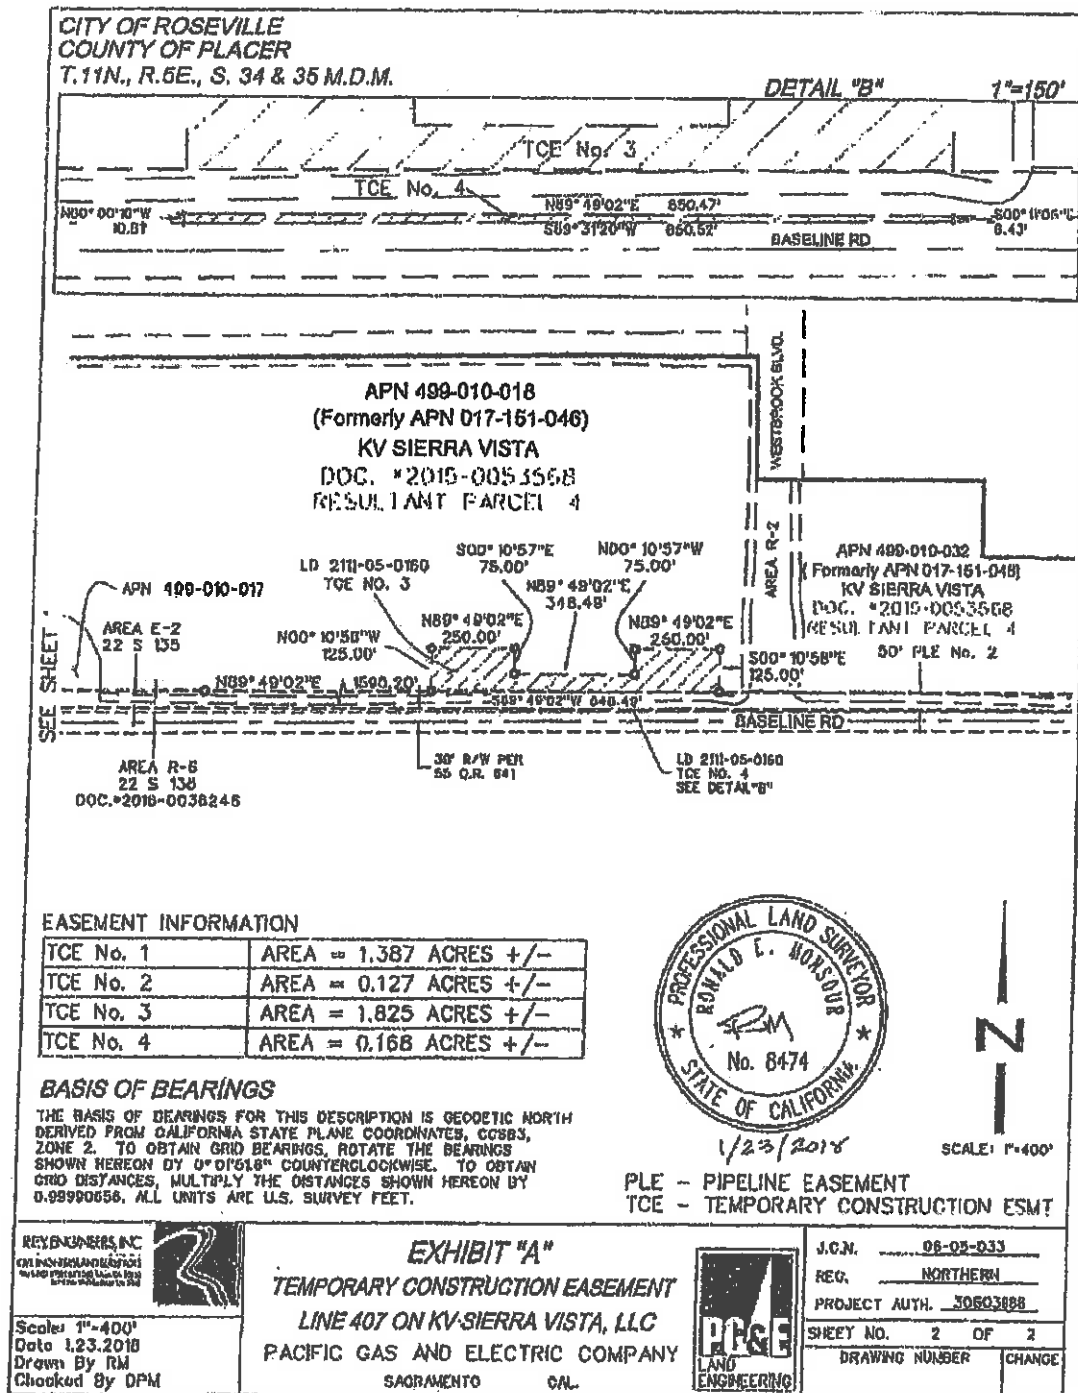 CITY OF ROSEVILLE
COUNTY OF PLACER
T.11N., R.5E., S. 34 & 35 M.D.M.
DETAIL "B"
1"=150'
TCE No. 3
TCE No. 4
N89° 49'02"E 850.47'
S89° 31'20"W 850.52'
N00° 00'10"W
10.81'
6.43'
BASELINE RD
WESTBROOK BLVD.
APN 499-010-018
(Formerly APN 017-151-046)
KV SIERRA VISTA
DOC. #2015-0053568
RESULTANT PARCEL 4
AREA R-2
APN 499-010-032
(Formerly APN 017-151-048)
KV SIERRA VISTA
DOC. #2015-0053568
RESULTANT PARCEL 4
50' PLE No. 2
S00° 10'57"E
75.00'
N00° 10'57"W
75.00'
LD 2111-05-0160
TCE NO. 3
N89° 49'02"E
348.49'
APN 499-010-017
N89° 49'02"E
250.00'
N89° 49'02"E
250.00'
AREA E-2
22 S 135
N00° 10'58"W
125.00'
S00° 10'58"E
125.00'
SEE SHEET 1
N89° 49'02"E 1590.20'
S89° 49'02"W 848.49'
BASELINE RD
AREA R-6
22 S 138
DOC.#2018-0038246
30' R/W PER
55 O.R. 641
LD 2111-05-0160
TCE NO. 4
SEE DETAIL "B"
EASEMENT INFORMATION
TCE No. 1 AREA = 1.387 ACRES +/-
TCE No. 2 AREA = 0.127 ACRES +/-
TCE No. 3 AREA = 1.825 ACRES +/-
TCE No. 4 AREA = 0.168 ACRES +/-
PROFESSIONAL LAND SURVEYOR
RONALD E. MONSOUR
No. 8474
STATE OF CALIFORNIA
1/23/2018
N
SCALE: 1"=400'
BASIS OF BEARINGS
THE BASIS OF BEARINGS FOR THIS DESCRIPTION IS GEODETIC NORTH
DERIVED FROM CALIFORNIA STATE PLANE COORDINATES, CCS83,
ZONE 2. TO OBTAIN GRID BEARINGS, ROTATE THE BEARINGS
SHOWN HEREON BY 0°01'51.8" COUNTERCLOCKWISE. TO OBTAIN
GRID DISTANCES, MULTIPLY THE DISTANCES SHOWN HEREON BY
ALL UNITS ARE U.S. SURVEY FEET.
PLE - PIPELINE EASEMENT
TCE - TEMPORARY CONSTRUCTION ESMT
REY ENGINEERS, INC
Scale: 1"=400'
Date 1.23.2018
Drawn By RM
Checked By DPM
EXHIBIT "A"
TEMPORARY CONSTRUCTION EASEMENT
LINE 407 ON KV-SIERRA VISTA, LLC
PACIFIC GAS AND ELECTRIC COMPANY
SACRAMENTO CAL.
PG&E
LAND
ENGINEERING
J.C.N. 06-05-033
REG. NORTHERN
PROJECT AUTH. 30603888
SHEET NO. 2 OF 2
DRAWING NUMBER
CHANGE